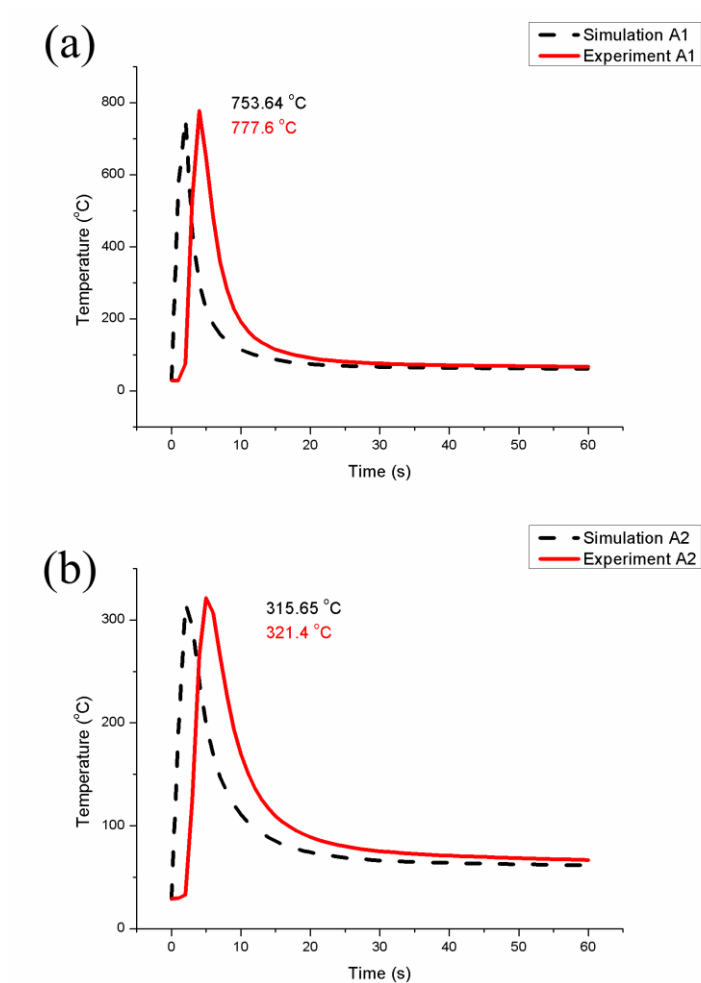 (a)
Simulation A1
Experiment A1
753.64 °C
777.6 °C
800
600
400
200
0
Temperature (°C)
0 10 20 30 40 50 60
Time (s)
(b)
Simulation A2
Experiment A2
315.65 °C
321.4 °C
300
200
100
0
Temperature (°C)
0 10 20 30 40 50 60
Time (s)